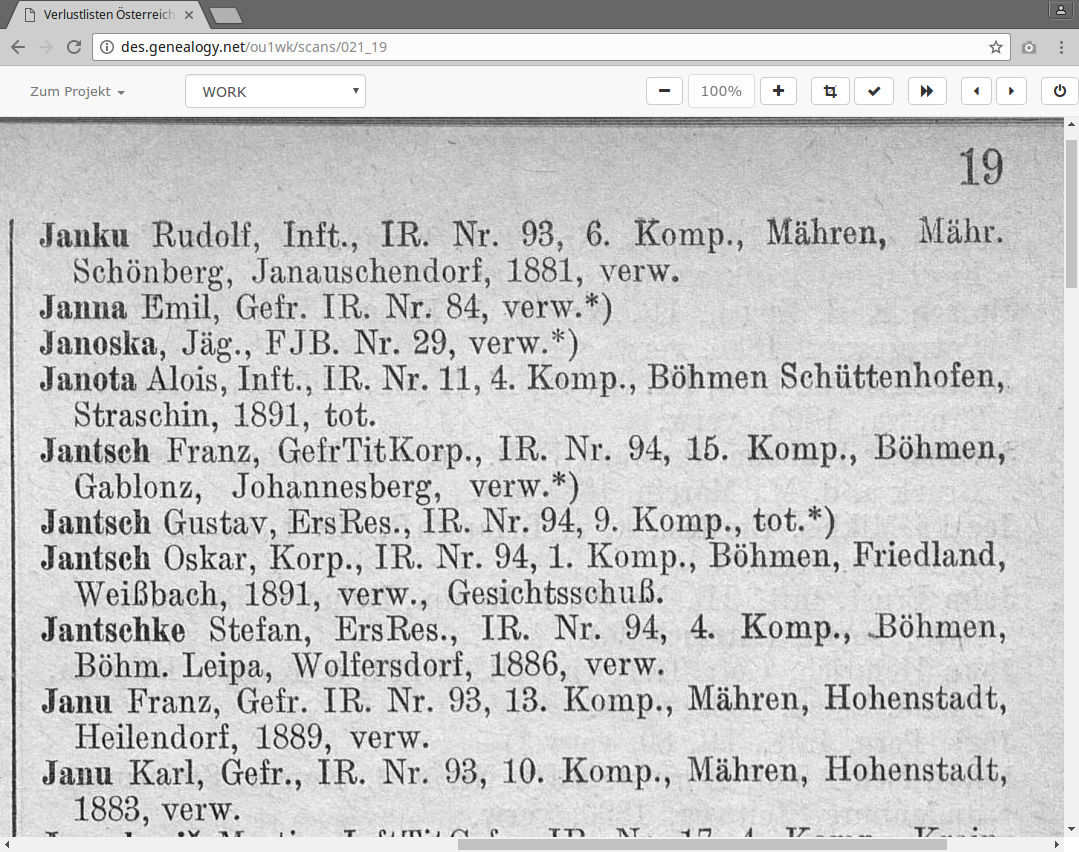 Verlustlisten Österreich
des.genealogy.net/ou1wk/scans/021_19
Zum Projekt
WORK
100%
19
Janku Rudolf, Inft., IR. Nr. 93, 6. Komp., Mähren, Mähr.
Schönberg, Janauschendorf, 1881, verw.
Janna Emil, Gefr. IR. Nr. 84, verw.*)
Janoska, Jäg., FJB. Nr. 29, verw.*)
Janota Alois, Inft., IR. Nr. 11, 4. Komp., Böhmen Schüttenhofen,
Straschin, 1891, tot.
Jantsch Franz, GefrTitKorp., IR. Nr. 94, 15. Komp., Böhmen,
Gablonz, Johannesberg, verw.*)
Jantsch Gustav, ErsRes., IR. Nr. 94, 9. Komp., tot.*)
Jantsch Oskar, Korp., IR. Nr. 94, 1. Komp., Böhmen, Friedland,
Weißbach, 1891, verw., Gesichtsschuß.
Jantschke Stefan, ErsRes., IR. Nr. 94, 4. Komp., Böhmen,
Böhm. Leipa, Wolfersdorf, 1886, verw.
Janu Franz, Gefr. IR. Nr. 93, 13. Komp., Mähren, Hohenstadt,
Heilendorf, 1889, verw.
Janu Karl, Gefr., IR. Nr. 93, 10. Komp., Mähren, Hohenstadt,
1883, verw.